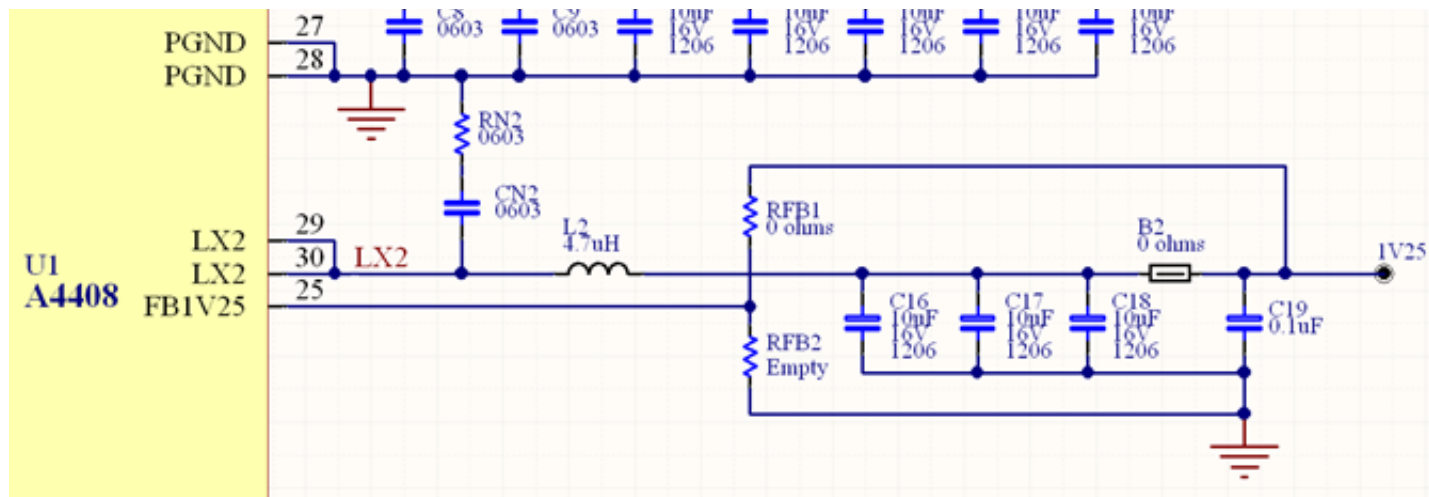 C8
0603
C9
0603
10uF
16V
1206
10uF
16V
1206
10uF
16V
1206
10uF
16V
1206
10uF
16V
1206
PGND 27
PGND 28
RN2
0603
CN2
0603
LX2 29
LX2 30 LX2
FB1V25 25
U1
A4408
L2
4.7uH
RFB1
0 ohms
B2
0 ohms
1V25
RFB2
Empty
C16
10uF
16V
1206
C17
10uF
16V
1206
C18
10uF
16V
1206
C19
0.1uF